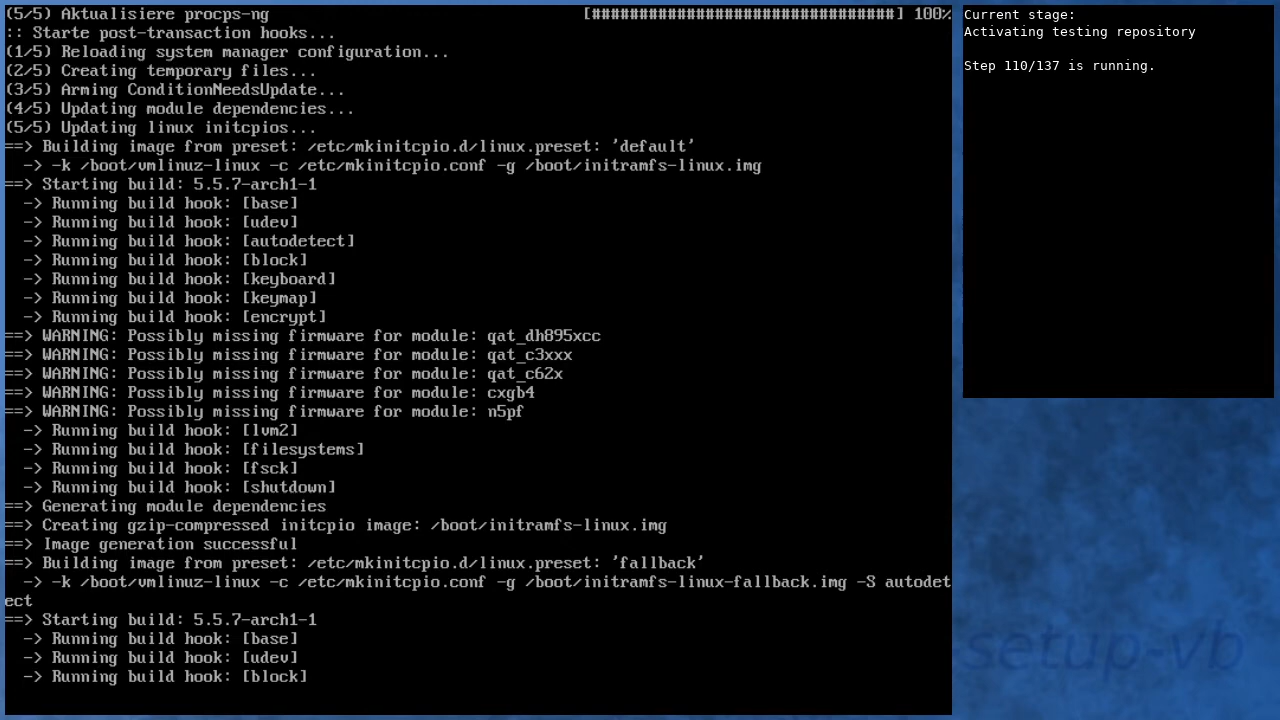 (5/5) Aktualisiere procps-ng [################################] 100%
:: Starte post-transaction hooks...
(1/5) Reloading system manager configuration...
(2/5) Creating temporary files...
(3/5) Arming ConditionNeedsUpdate...
(4/5) Updating module dependencies...
(5/5) Updating linux initcpios...
==> Building image from preset: /etc/mkinitcpio.d/linux.preset: 'default'
  -> -k /boot/vmlinuz-linux -c /etc/mkinitcpio.conf -g /boot/initramfs-linux.img
==> Starting build: 5.5.7-arch1-1
  -> Running build hook: [base]
  -> Running build hook: [udev]
  -> Running build hook: [autodetect]
  -> Running build hook: [block]
  -> Running build hook: [keyboard]
  -> Running build hook: [keymap]
  -> Running build hook: [encrypt]
==> WARNING: Possibly missing firmware for module: qat_dh895xcc
==> WARNING: Possibly missing firmware for module: qat_c3xxx
==> WARNING: Possibly missing firmware for module: qat_c62x
==> WARNING: Possibly missing firmware for module: cxgb4
==> WARNING: Possibly missing firmware for module: n5pf
  -> Running build hook: [lvm2]
  -> Running build hook: [filesystems]
  -> Running build hook: [fsck]
  -> Running build hook: [shutdown]
==> Generating module dependencies
==> Creating gzip-compressed initcpio image: /boot/initramfs-linux.img
==> Image generation successful
==> Building image from preset: /etc/mkinitcpio.d/linux.preset: 'fallback'
  -> -k /boot/vmlinuz-linux -c /etc/mkinitcpio.conf -g /boot/initramfs-linux-fallback.img -S autodet
ect
==> Starting build: 5.5.7-arch1-1
  -> Running build hook: [base]
  -> Running build hook: [udev]
  -> Running build hook: [block]
Current stage:
Activating testing repository
Step 110/137 is running.
setup-vb